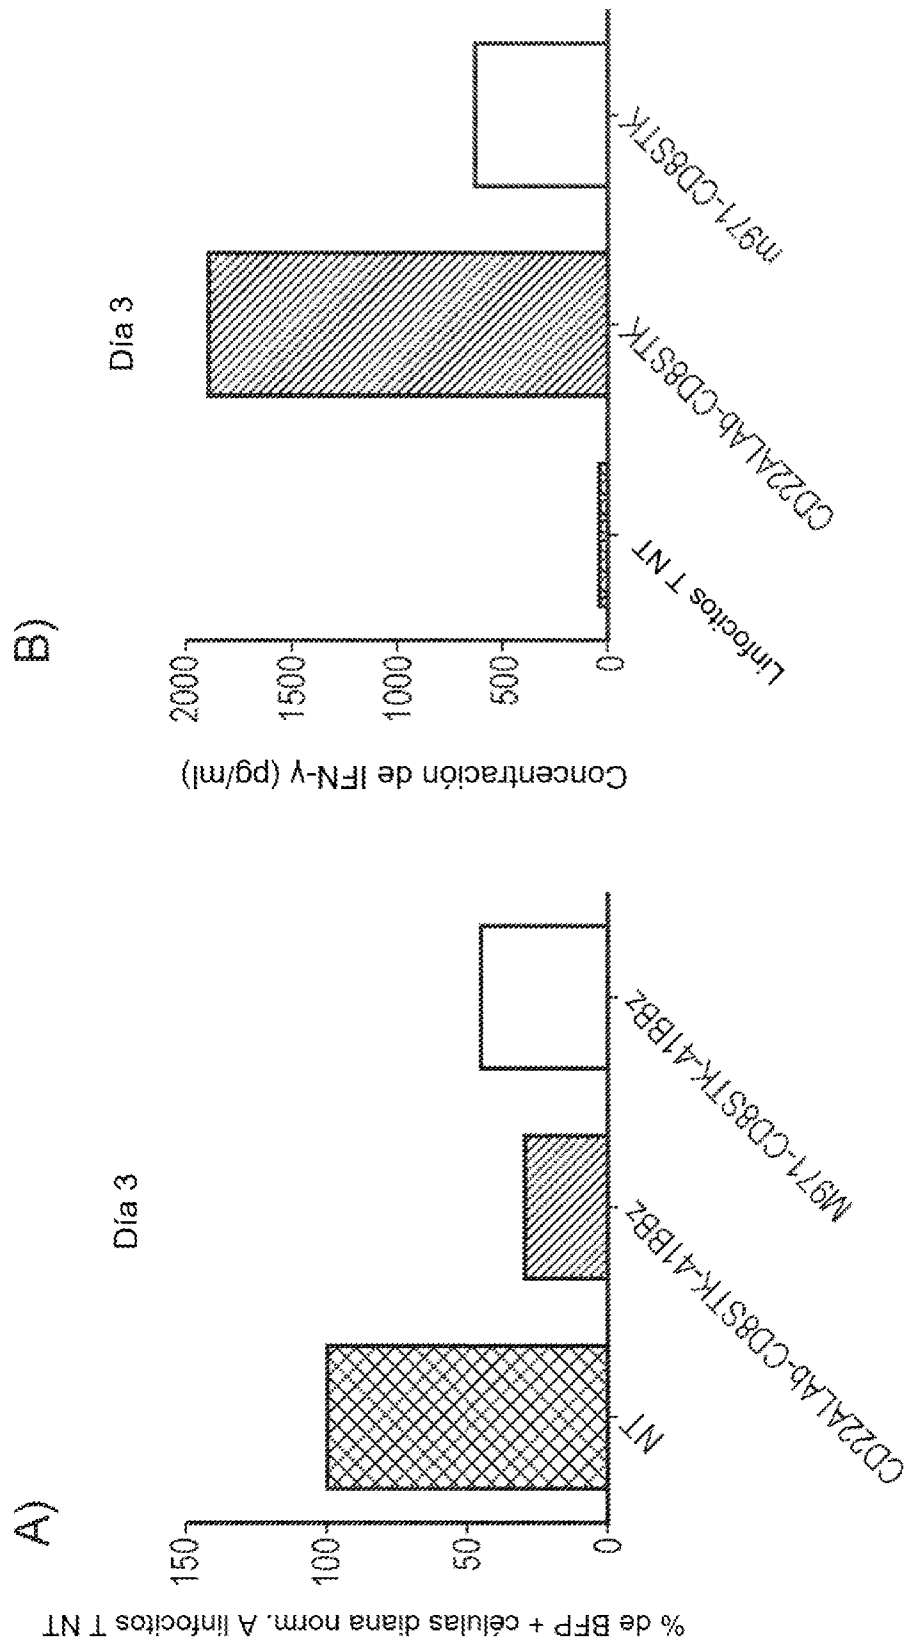 A)
Día 3
% de BFP + células diana norm. A linfocitos T NT
150
100
50
0
NT
CD22ALAb-CD8STK-41BBz
M971-CD8STK-41BBz
B)
Día 3
Concentración de IFN-γ (pg/ml)
2000
1500
1000
500
0
Linfocitos T NT
CD22ALAb-CD8STK
m971-CD8STK